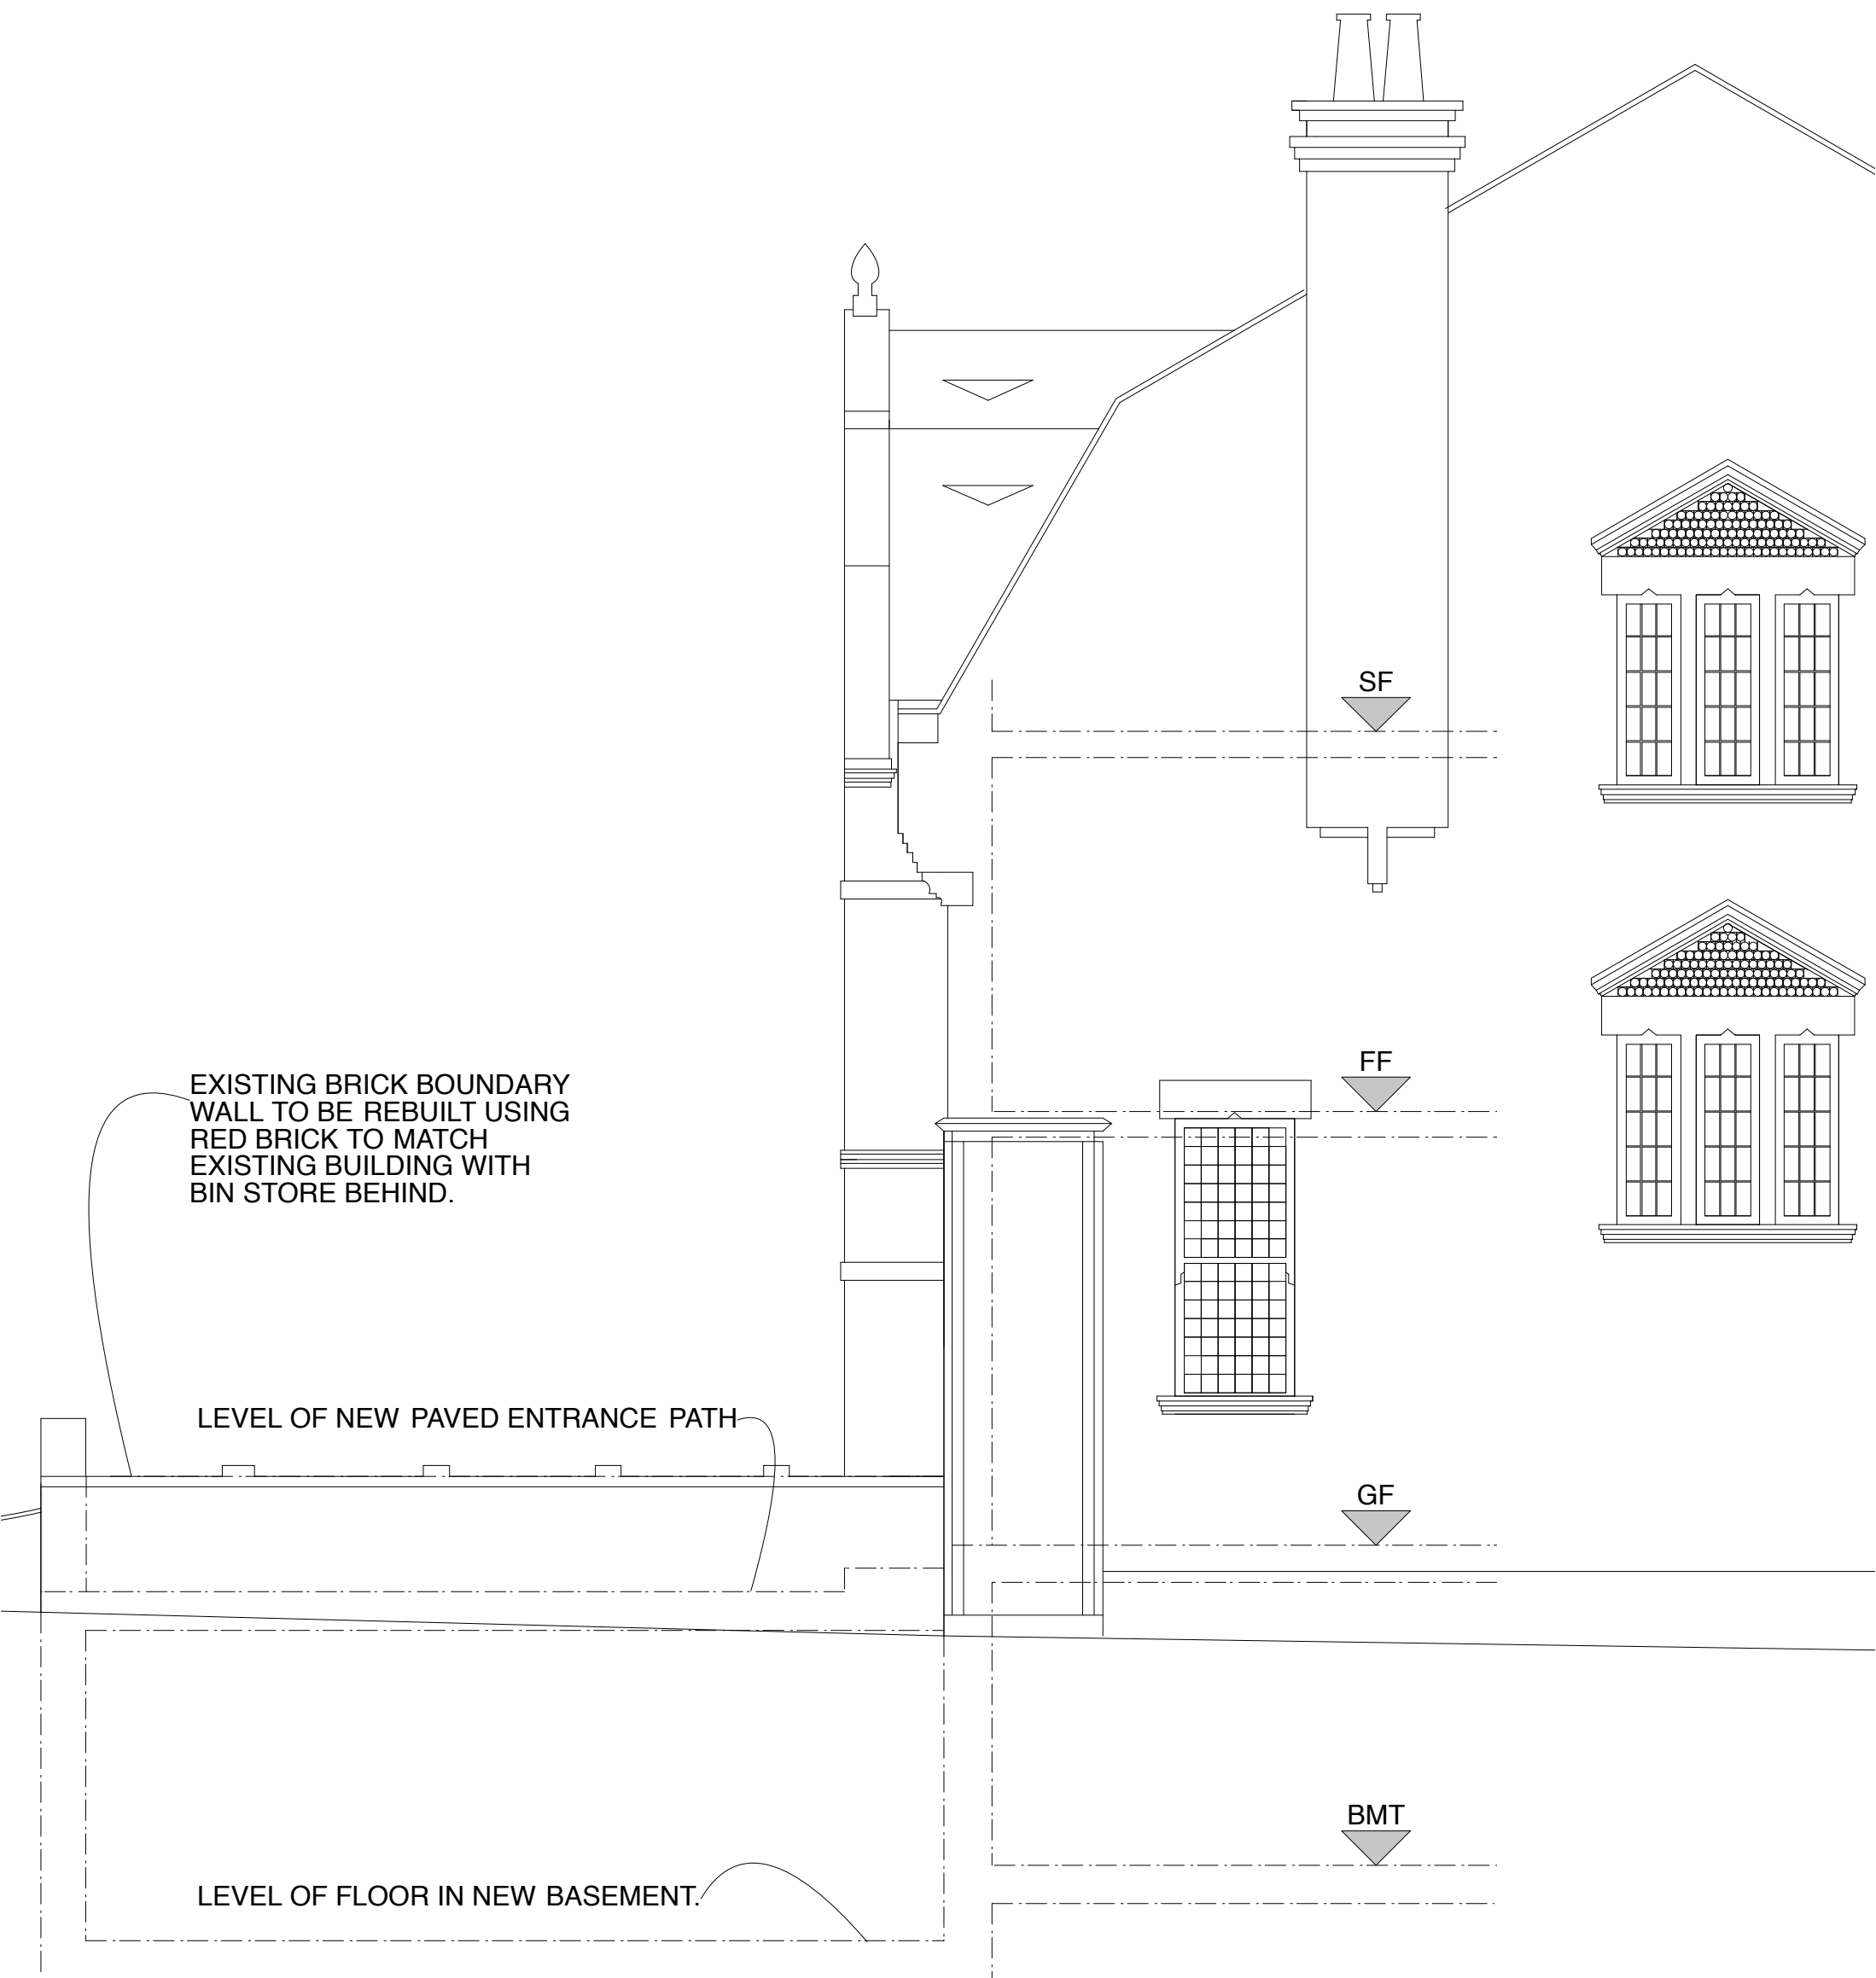 SF
FF
EXISTING BRICK BOUNDARY
WALL TO BE REBUILT USING
RED BRICK TO MATCH
EXISTING BUILDING WITH
BIN STORE BEHIND.
LEVEL OF NEW PAVED ENTRANCE PATH
GF
BMT
LEVEL OF FLOOR IN NEW BASEMENT.